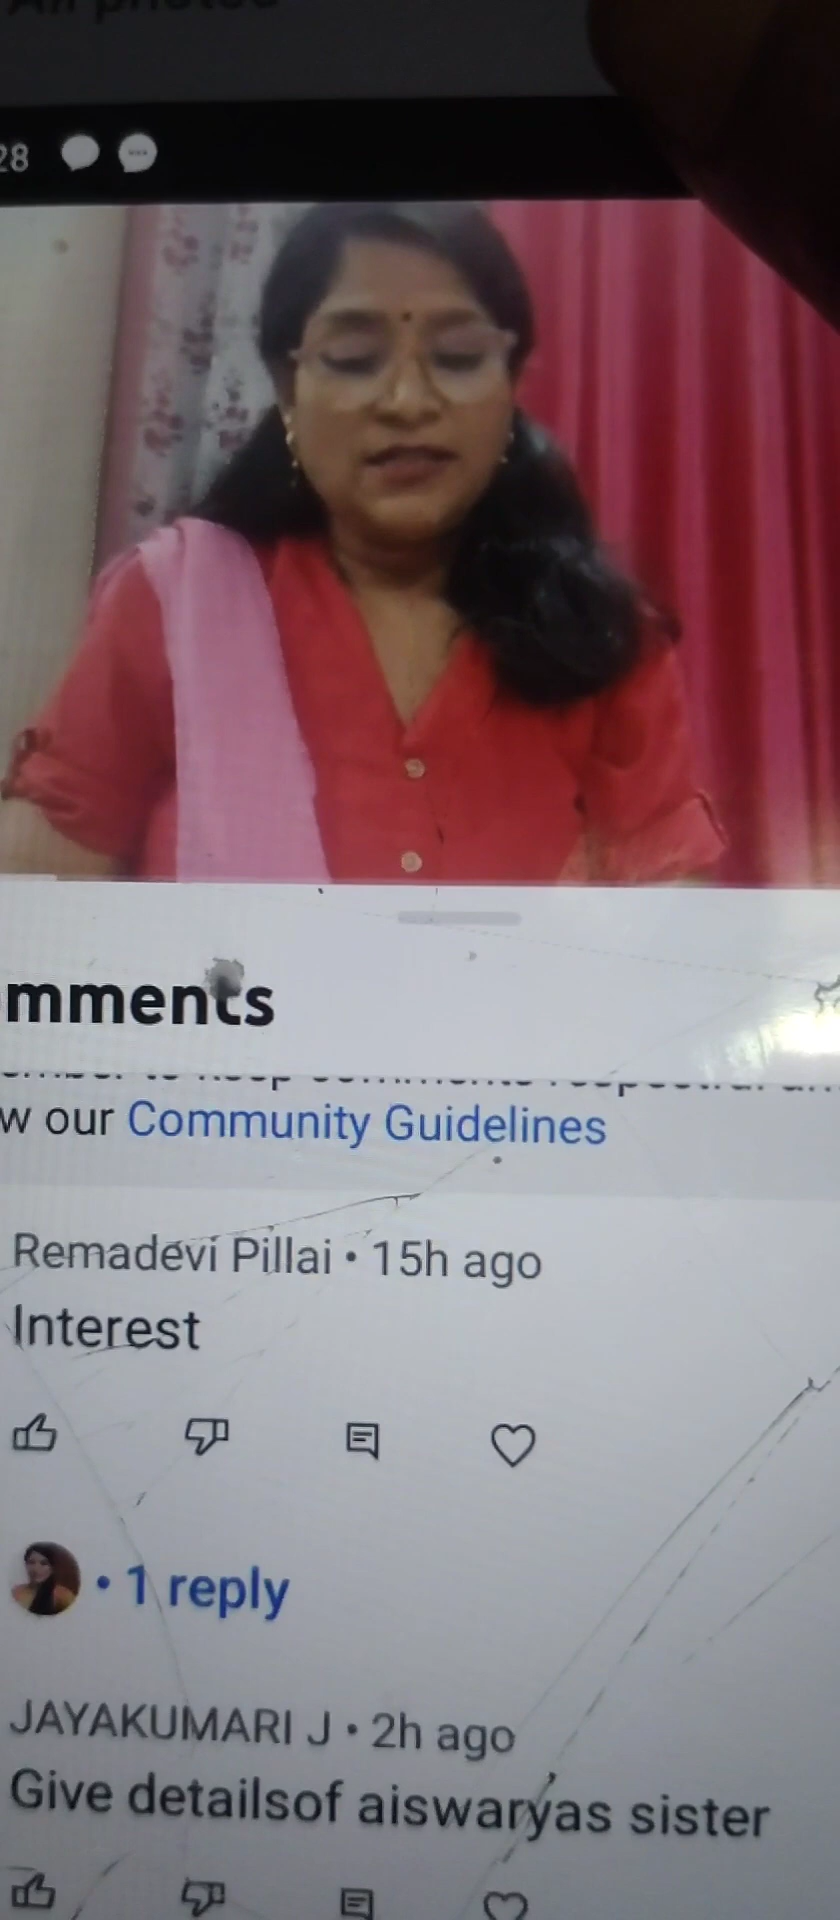 28
mments
w our Community Guidelines
Remadevi Pillai • 15h ago
Interest
• 1 reply
JAYAKUMARI J • 2h ago
Give detailsof aiswaryas sister